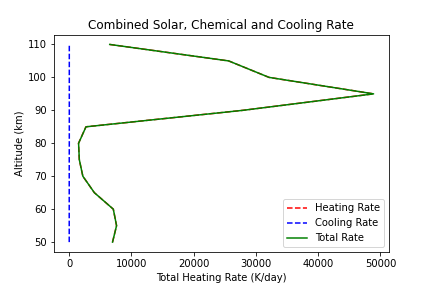 Combined Solar, Chemical and Cooling Rate
110
100
90
80
70
60
50
Altitude (km)
Heating Rate
Cooling Rate
Total Rate
0 10000 20000 30000 40000 50000
Total Heating Rate (K/day)